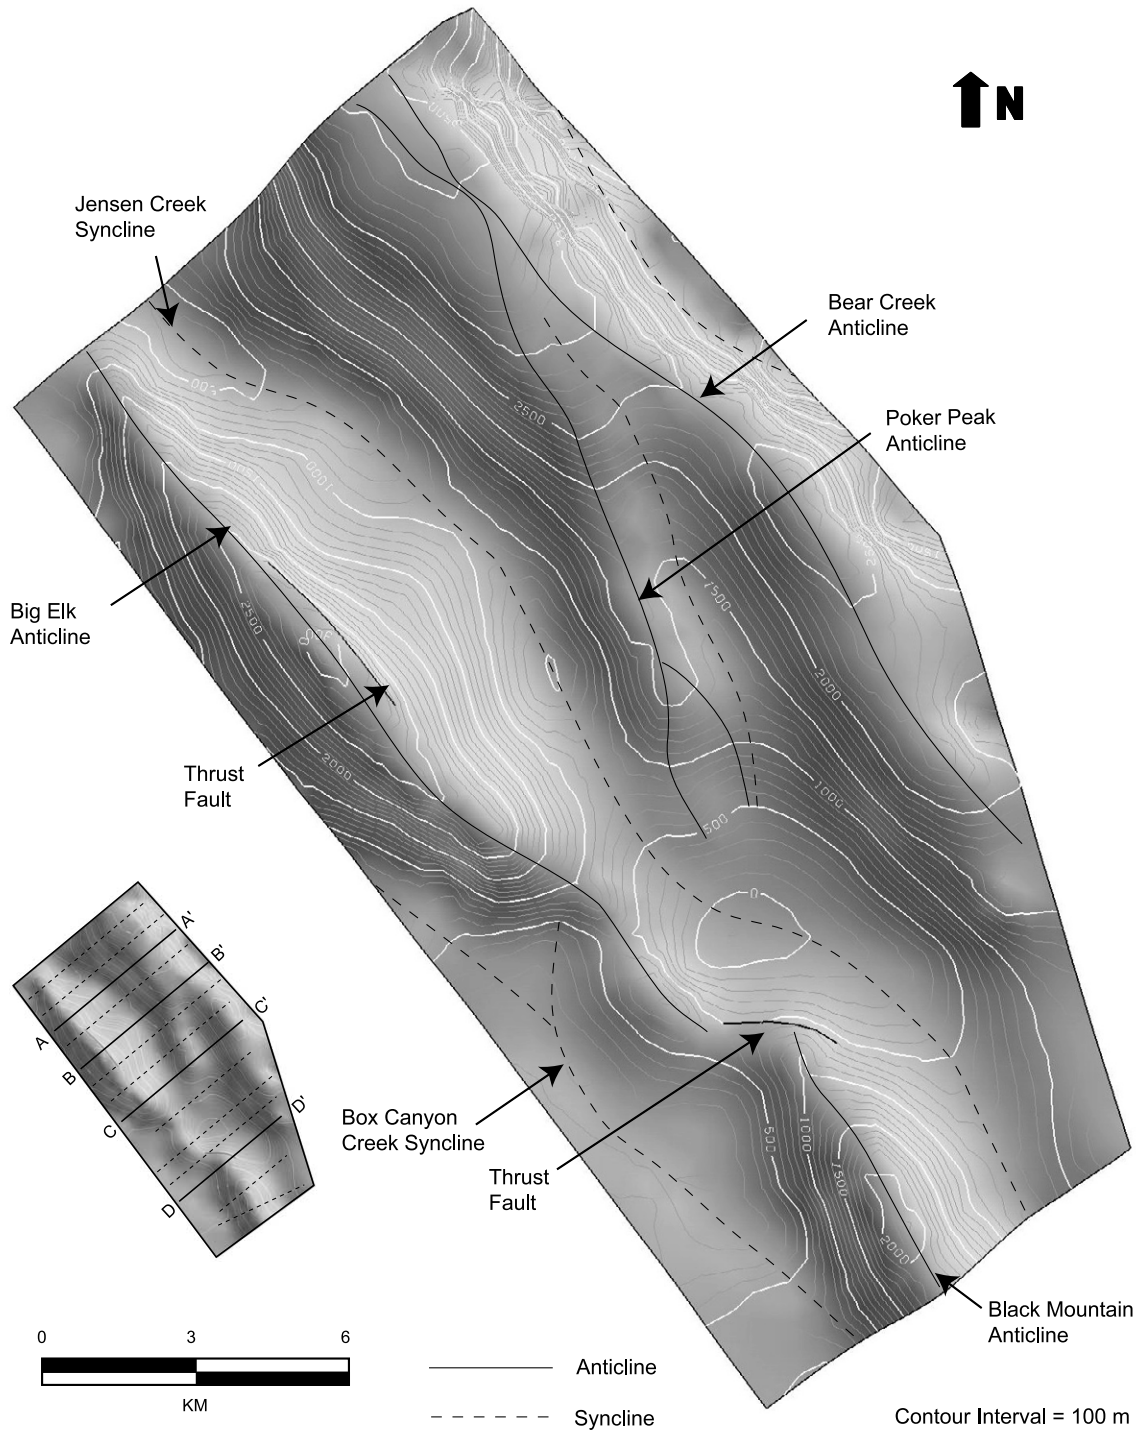 N
Jensen Creek
Syncline
Bear Creek
Anticline
Poker Peak
Anticline
2500
1000
2500
2000
1500
2000
1000
500
0
Big Elk
Anticline
Thrust
Fault
Box Canyon
Creek Syncline
Thrust
Fault
500
1000
1500
2000
Black Mountain
Anticline
A'
B'
C'
D'
A
B
C
D
0 3 6
KM
Anticline
Syncline
Contour Interval = 100 m